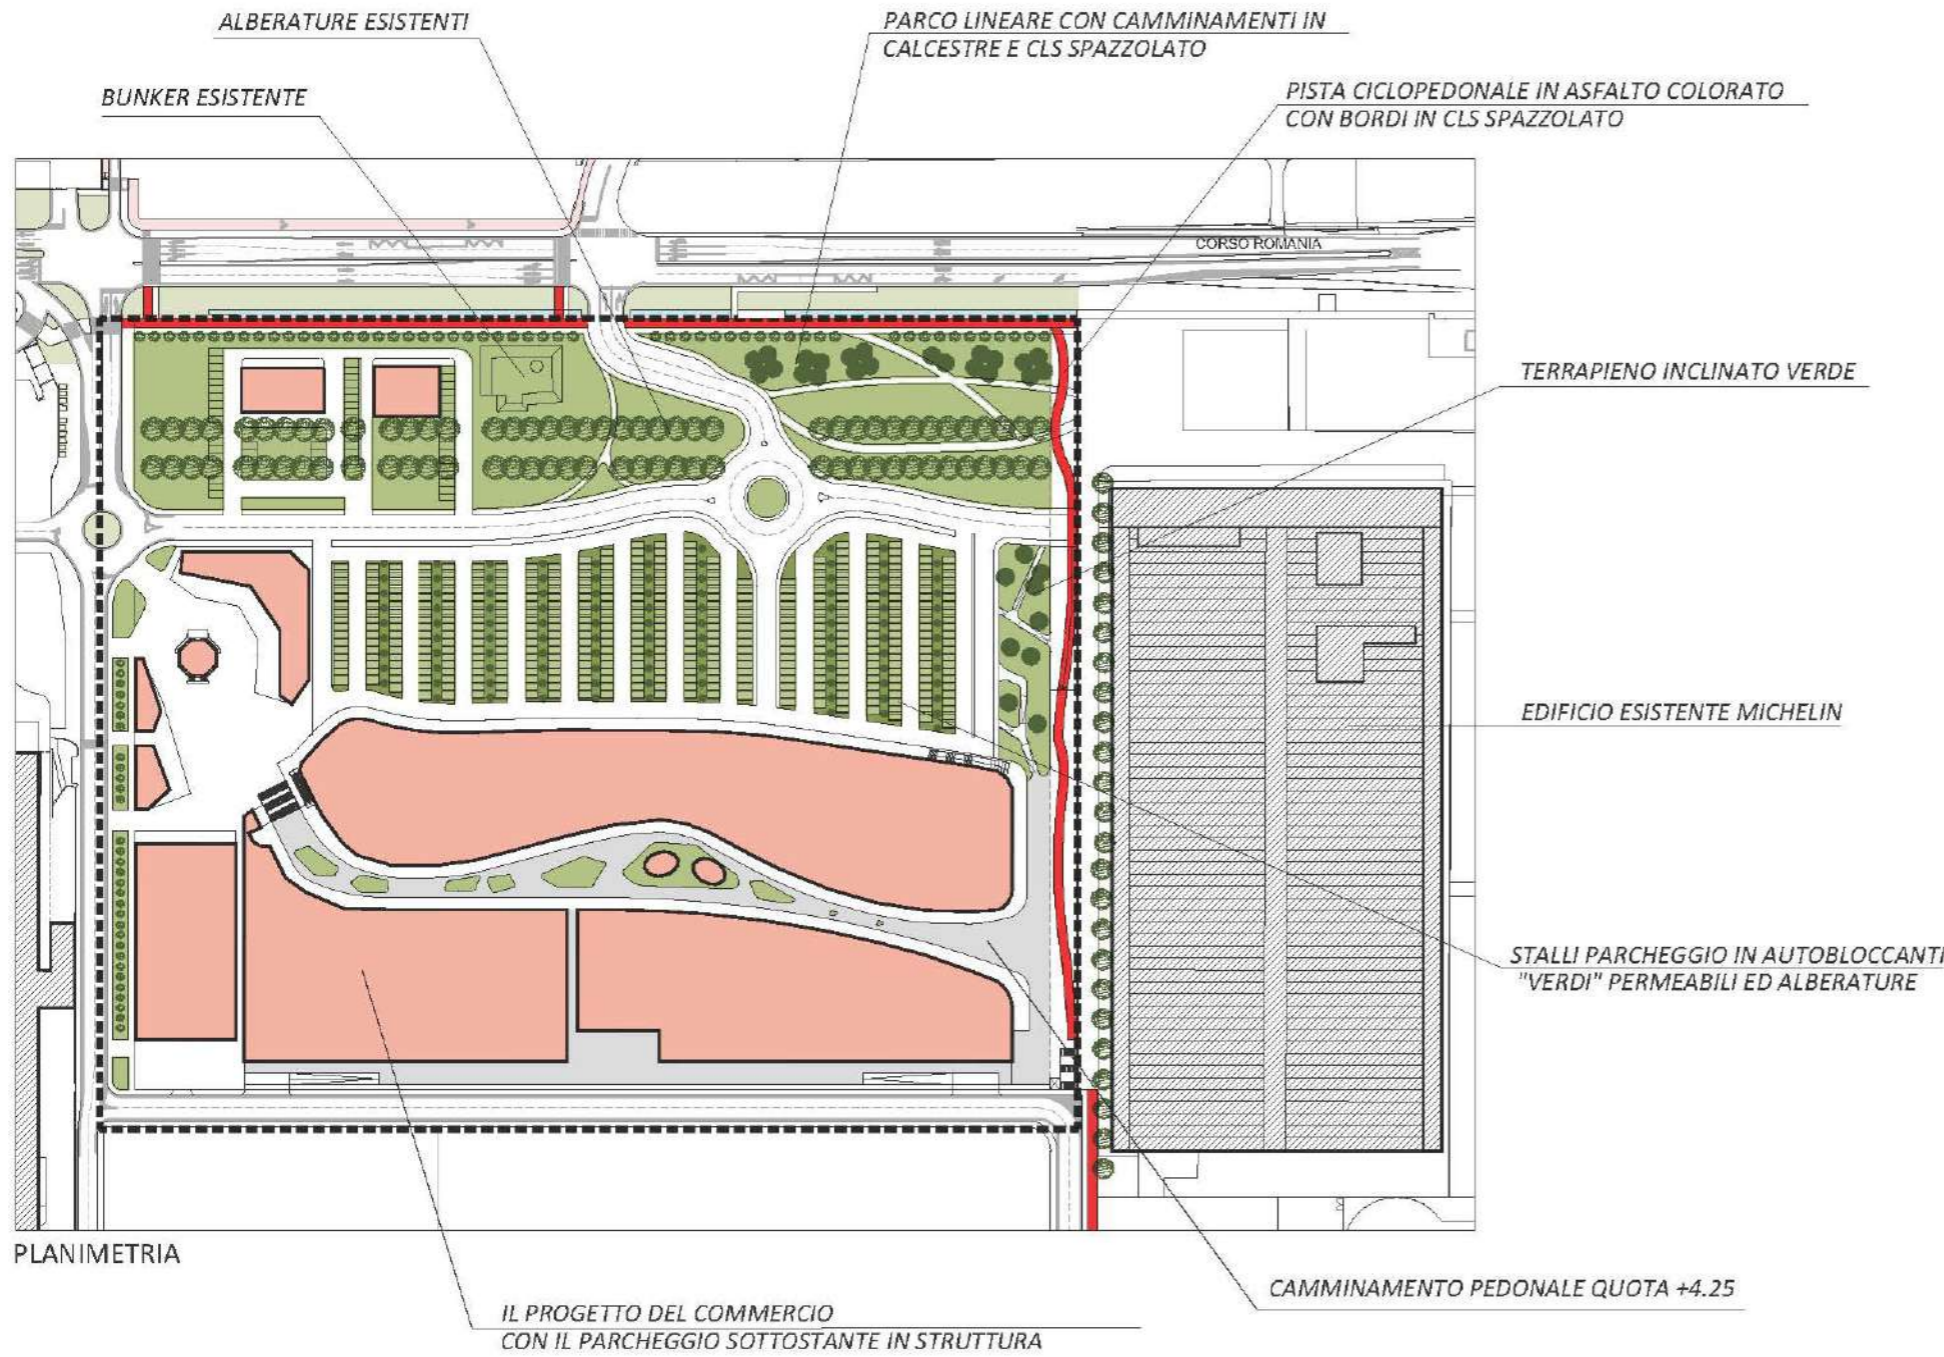 ALBERATURE ESISTENTI
PARCO LINEARE CON CAMMINAMENTI IN
CALCESTRE E CLS SPAZZOLATO
BUNKER ESISTENTE
PISTA CICLOPEDONALE IN ASFALTO COLORATO
CON BORDI IN CLS SPAZZOLATO
CORSO ROMANIA
TERRAPIENO INCLINATO VERDE
EDIFICIO ESISTENTE MICHELIN
STALLI PARCHEGGIO IN AUTOBLOCCANTI
"VERDI" PERMEABILI ED ALBERATURE
PLANIMETRIA
CAMMINAMENTO PEDONALE QUOTA +4.25
IL PROGETTO DEL COMMERCIO
CON IL PARCHEGGIO SOTTOSTANTE IN STRUTTURA